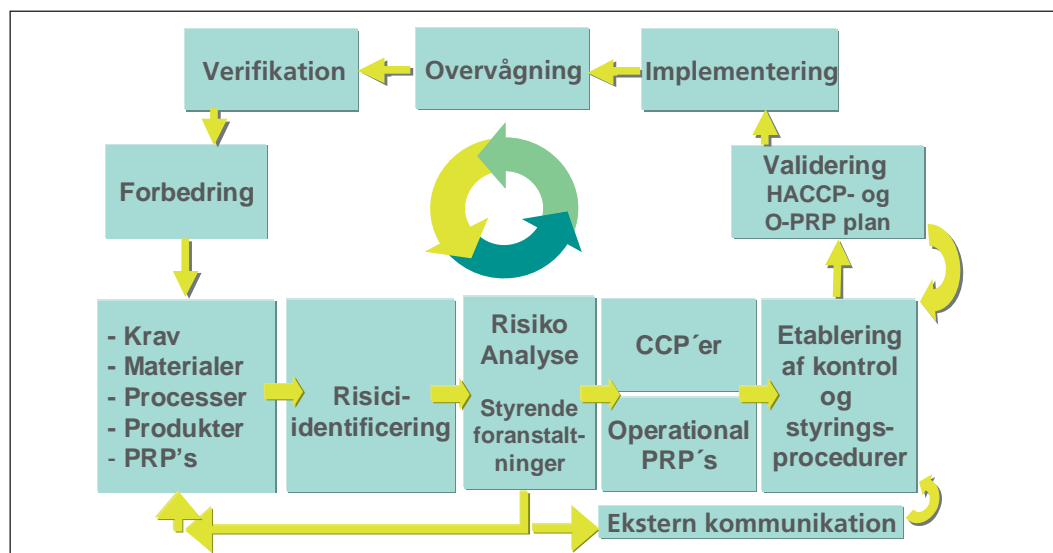 Verifikation
Overvågning
Implementering
Forbedring
Validering
HACCP- og
O-PRP plan
- Krav
- Materialer
- Processer
- Produkter
- PRP's
Risici-
identificering
Risiko
Analyse
Styrende
foranstalt-
ninger
CCP´er
Operational
PRP´s
Etablering
af kontrol
og
styrings-
procedurer
Ekstern kommunikation